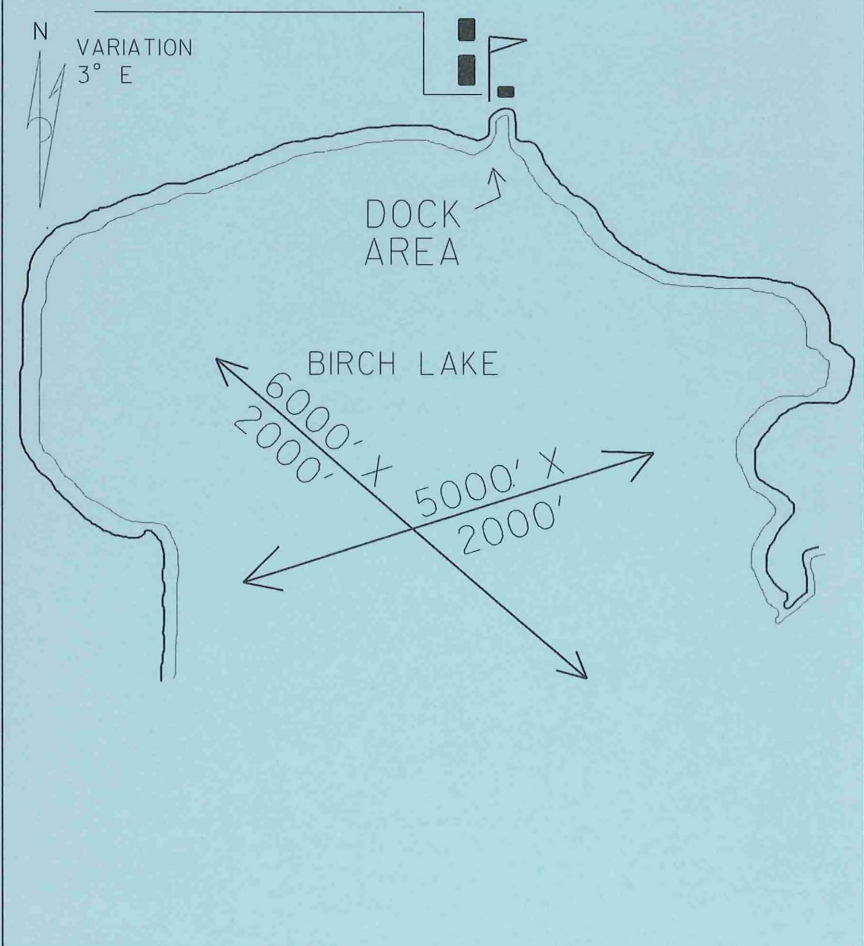 N
VARIATION
3° E
DOCK
AREA
BIRCH LAKE
6000' X
2000'
5000' X
2000'